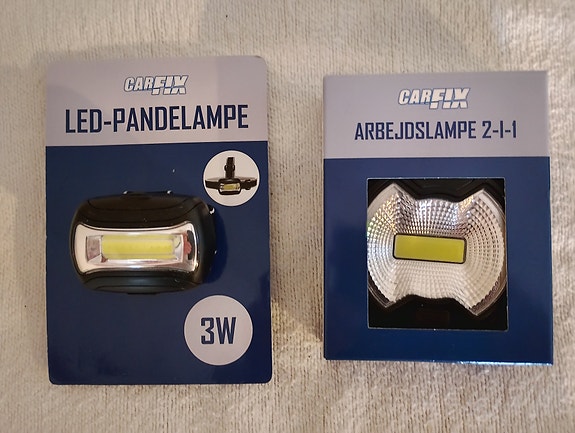 CARFIX
LED-PANDELAMPE
3W
CARFIX
ARBEJDSLAMPE 2-I-1